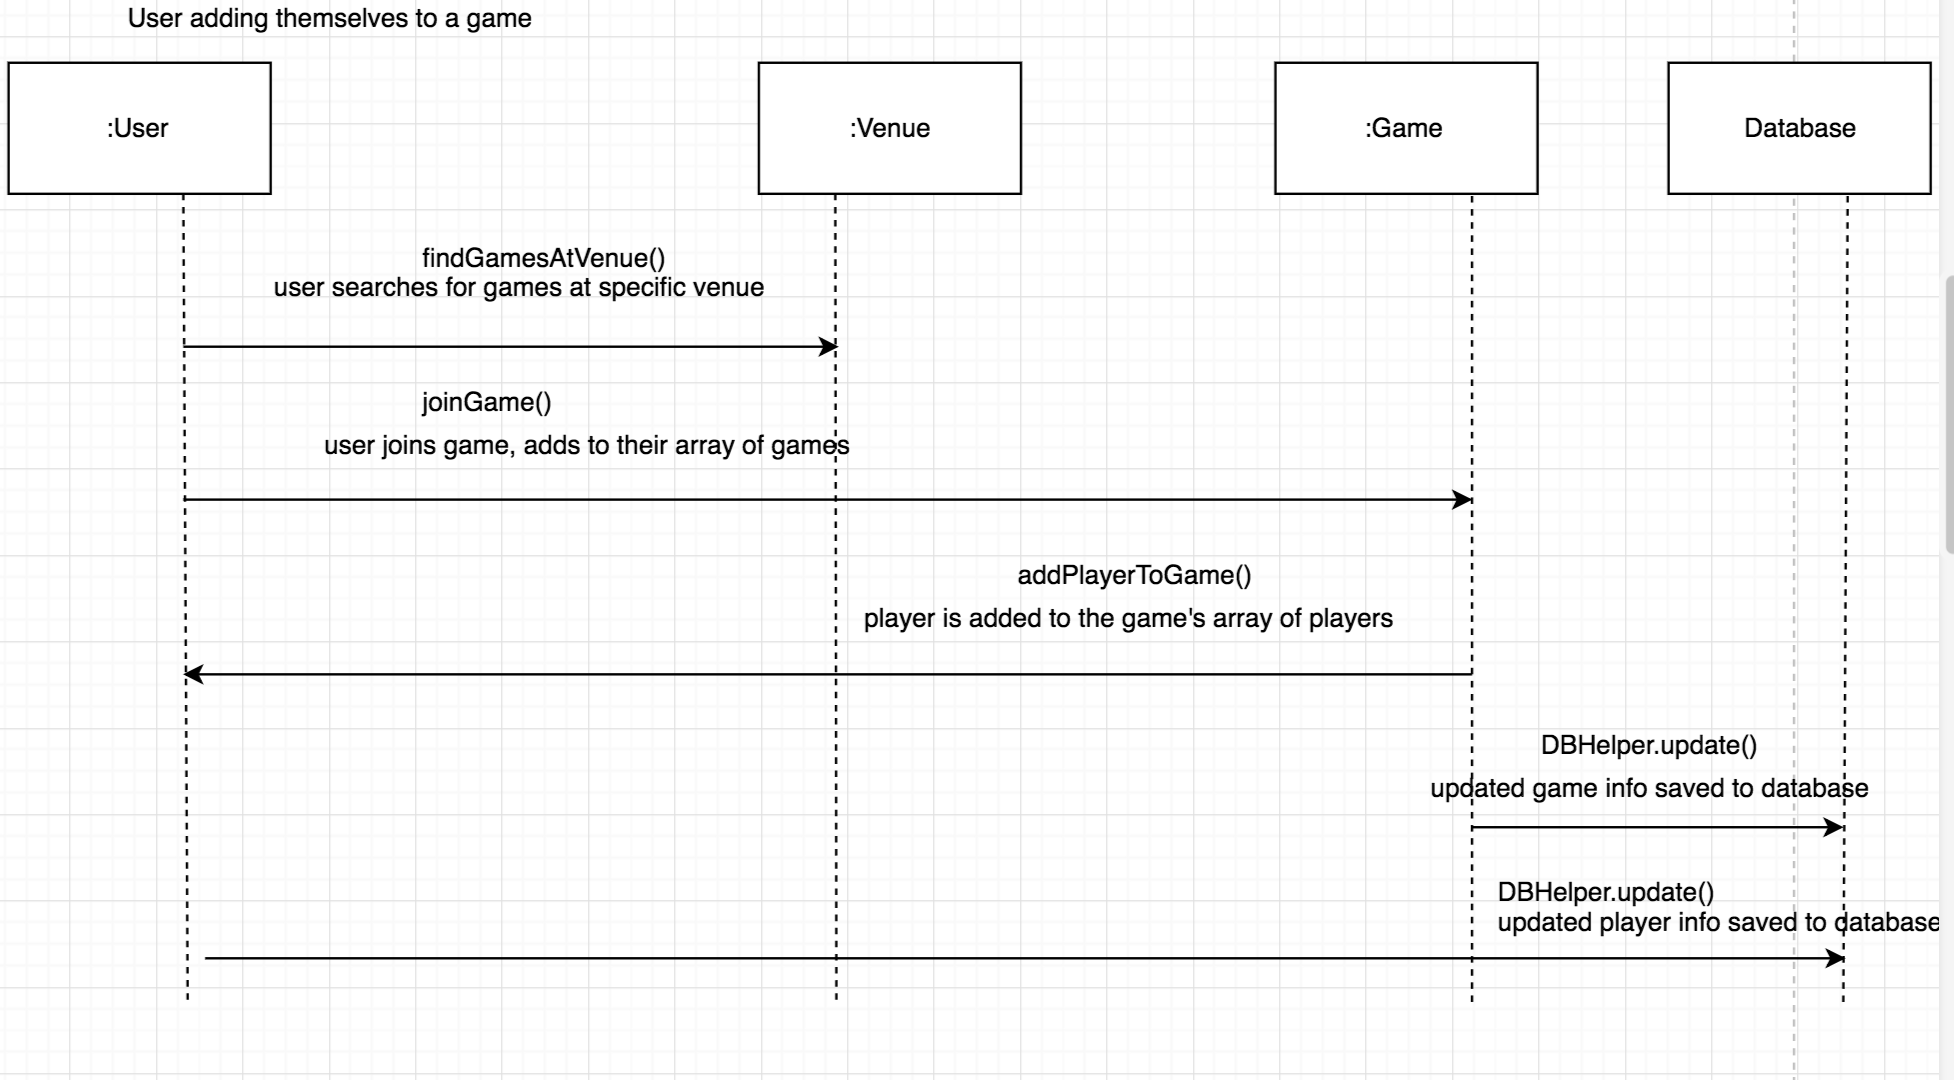 User adding themselves to a game
:User
:Venue
:Game
Database
findGamesAtVenue()
user searches for games at specific venue
joinGame()
user joins game, adds to their array of games
addPlayerToGame()
player is added to the game's array of players
DBHelper.update()
updated game info saved to database
DBHelper.update()
updated player info saved to database